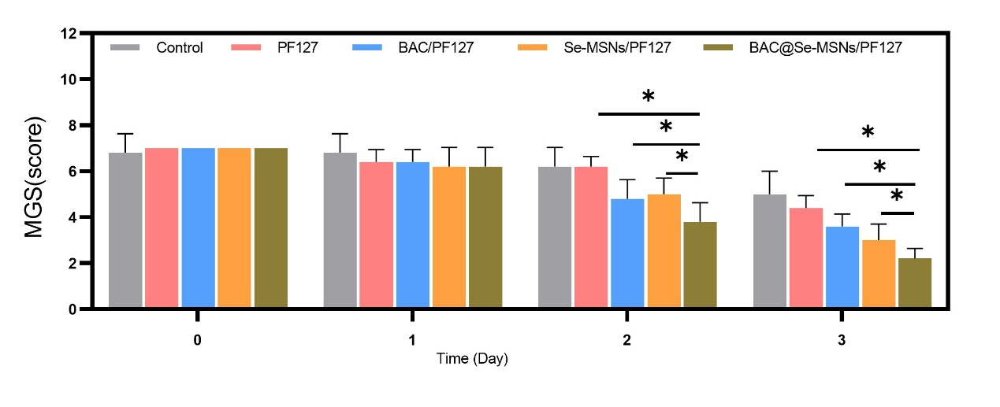 12
Control PF127 BAC/PF127 Se-MSNs/PF127 BAC@Se-MSNs/PF127
10
8
6
4
2
0
MGS(score)
* * *
* * *
0 1 2 3
Time (Day)